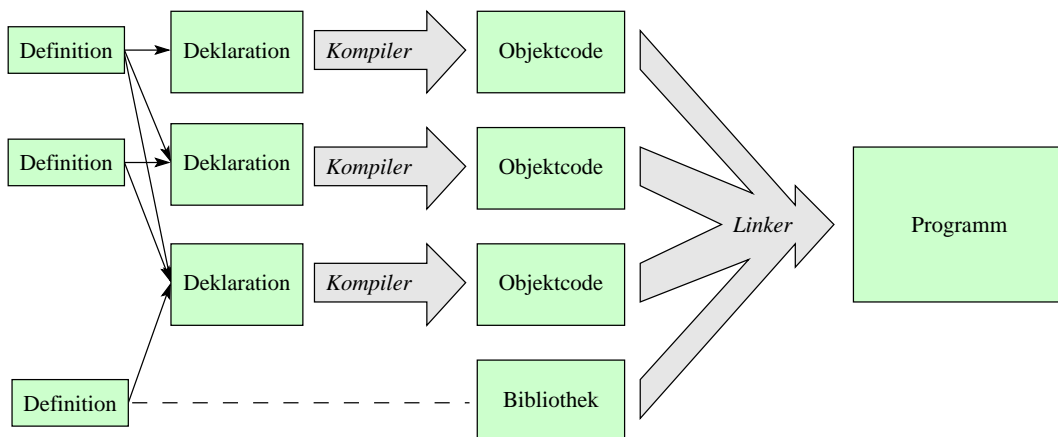 Definition
Deklaration
Kompiler
Objektcode
Definition
Deklaration
Kompiler
Objektcode
Linker
Programm
Deklaration
Kompiler
Objektcode
Definition
Bibliothek